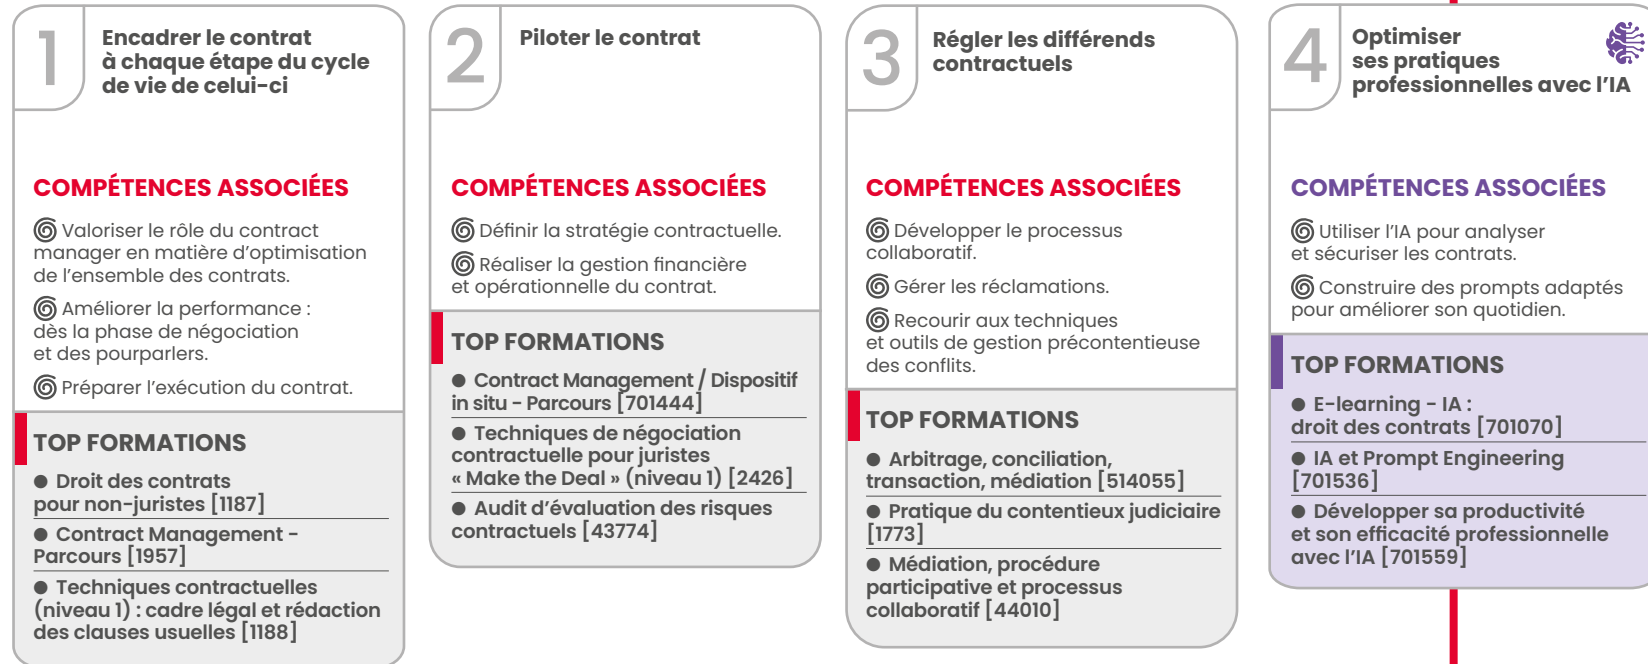 1
Encadrer le contrat
à chaque étape du cycle
de vie de celui-ci
COMPÉTENCES ASSOCIÉES
Valoriser le rôle du contract
manager en matière d'optimisation
de l'ensemble des contrats.
Améliorer la performance :
dès la phase de négociation
et des pourparlers.
Préparer l'exécution du contrat.
TOP FORMATIONS
● Droit des contrats
pour non-juristes [1187]
● Contract Management -
Parcours [1957]
● Techniques contractuelles
(niveau 1) : cadre légal et rédaction
des clauses usuelles [1188]
2
Piloter le contrat
COMPÉTENCES ASSOCIÉES
Définir la stratégie contractuelle.
Réaliser la gestion financière
et opérationnelle du contrat.
TOP FORMATIONS
● Contract Management / Dispositif
in situ - Parcours [701444]
● Techniques de négociation
contractuelle pour juristes
« Make the Deal » (niveau 1) [2426]
● Audit d'évaluation des risques
contractuels [43774]
3
Régler les différends
contractuels
COMPÉTENCES ASSOCIÉES
Développer le processus
collaboratif.
Gérer les réclamations.
Recourir aux techniques
et outils de gestion précontentieuse
des conflits.
TOP FORMATIONS
● Arbitrage, conciliation,
transaction, médiation [514055]
● Pratique du contentieux judiciaire
[1773]
● Médiation, procédure
participative et processus
collaboratif [44010]
4
Optimiser
ses pratiques
professionnelles avec l'IA
COMPÉTENCES ASSOCIÉES
Utiliser l'IA pour analyser
et sécuriser les contrats.
Construire des prompts adaptés
pour améliorer son quotidien.
TOP FORMATIONS
● E-learning - IA :
droit des contrats [701070]
● IA et Prompt Engineering
[701536]
● Développer sa productivité
et son efficacité professionnelle
avec l'IA [701559]